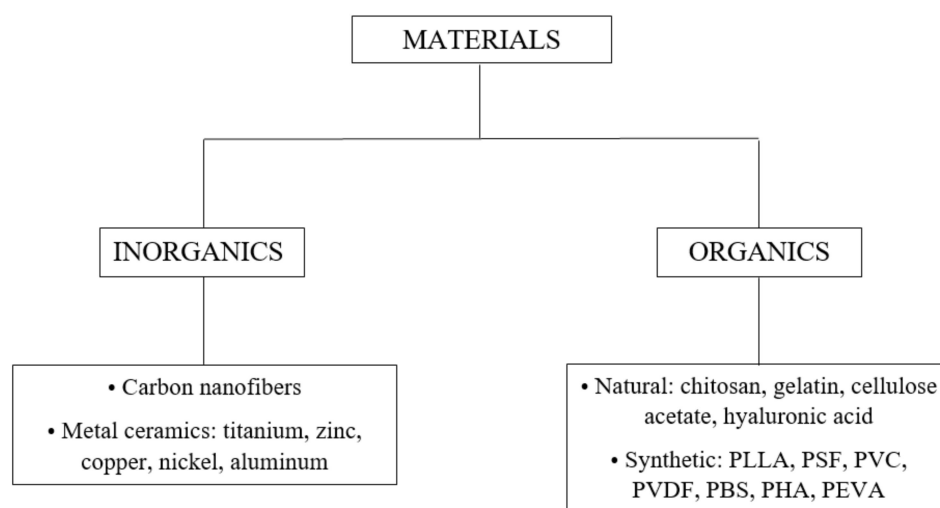 MATERIALS
INORGANICS
ORGANICS
• Carbon nanofibers
• Metal ceramics: titanium, zinc,
copper, nickel, aluminum
• Natural: chitosan, gelatin, cellulose
acetate, hyaluronic acid
• Synthetic: PLLA, PSF, PVC,
PVDF, PBS, PHA, PEVA